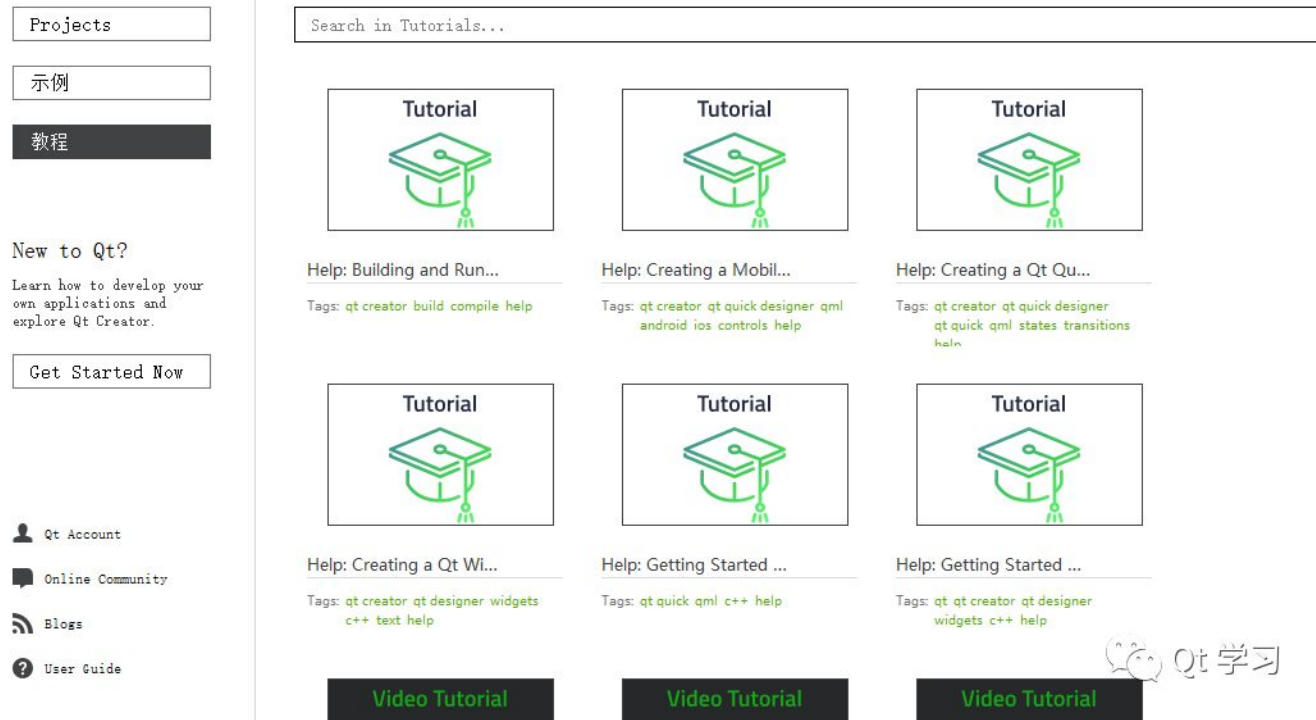 Projects
示例
教程
New to Qt?
Learn how to develop your
own applications and
explore Qt Creator.
Get Started Now
Qt Account
Online Community
Blogs
User Guide
Search in Tutorials...
Tutorial
Tutorial
Tutorial
Help: Building and Run...
Help: Creating a Mobil...
Help: Creating a Qt Qu...
Tags: qt creator build compile help
Tags: qt creator qt quick designer qml
android ios controls help
Tags: qt creator qt quick designer
qt quick qml states transitions
help
Tutorial
Tutorial
Tutorial
Help: Creating a Qt Wi...
Help: Getting Started ...
Help: Getting Started ...
Tags: qt creator qt designer widgets
c++ text help
Tags: qt quick qml c++ help
Tags: qt qt creator qt designer
widgets c++ help
Video Tutorial
Video Tutorial
Video Tutorial
Qt 学习